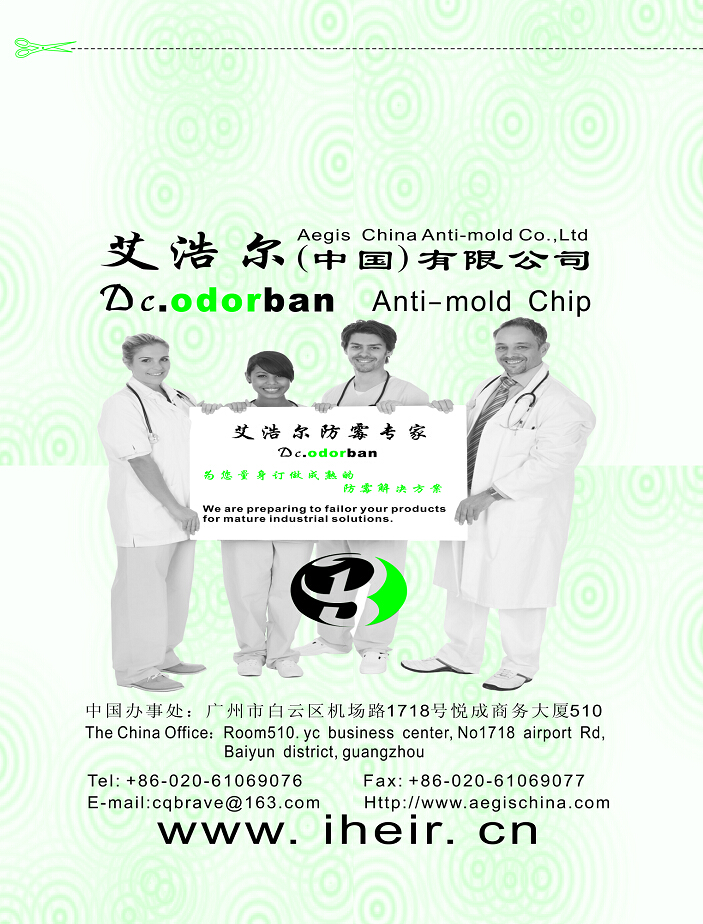 艾浩尔 Aegis China Anti-mold Co.,Ltd
(中国)有限公司
Dc.odorban Anti-mold Chip
艾浩尔防霉专家
Dc.odorban
为您量身订做成熟的
防霉解决方案
We are preparing to failor your products
for mature industrial solutions.
中国办事处：广州市白云区机场路1718号悦成商务大厦510
The China Office：Room510. yc business center, No1718 airport Rd,
Baiyun district, guangzhou
Tel: +86-020-61069076 Fax: +86-020-61069077
E-mail:cqbrave@163.com Http://www.aegischina.com
www. iheir. cn